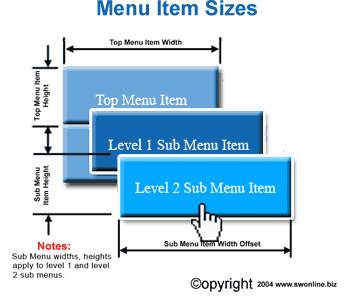 Menu Item Sizes
Top Menu Item Width
Top Menu Item
Height
Top Menu Item
Level 1 Sub Menu Item
Sub Menu
Item Height
Level 2 Sub Menu Item
Sub Menu Item Width Offset
Notes:
Sub Menu widths, heights
apply to level 1 and level
2 sub menus.
©opyright 2004 www.swonline.biz